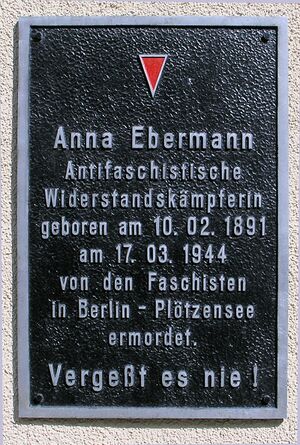 Anna Ebermann
Antifaschistische
Widerstandskämpferin
geboren am 10. 02. 1891
am 17. 03. 1944
von den Faschisten
in Berlin - Plötzensee
ermordet.
Vergeßt es nie !